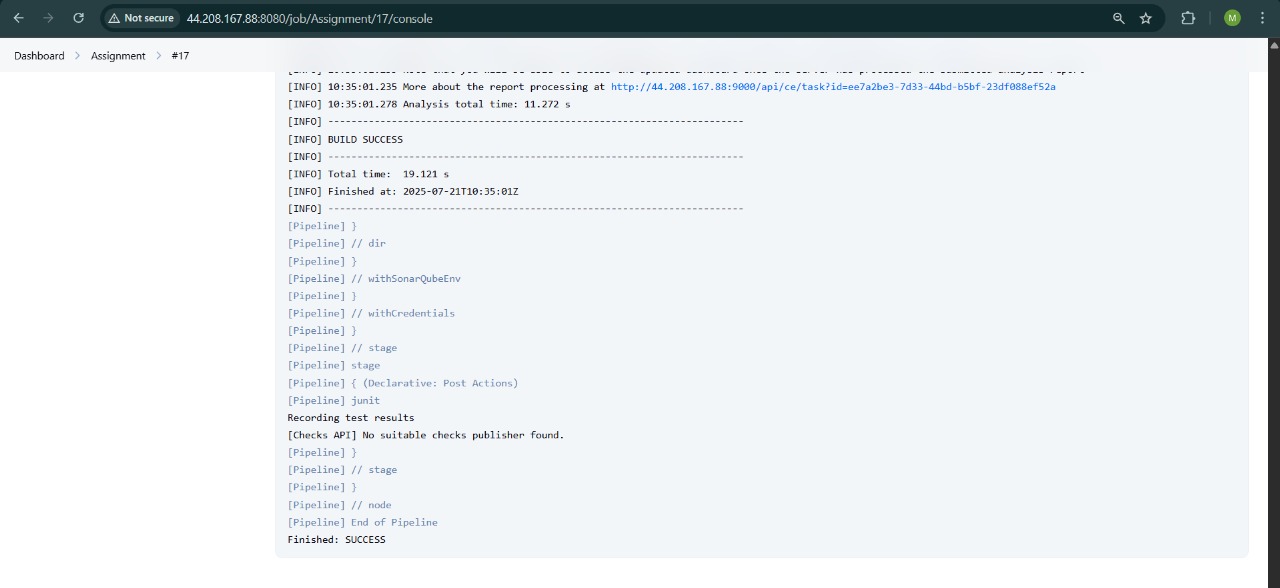 Not secure 44.208.167.88:8080/job/Assignment/17/console M
Dashboard > Assignment > #17
[INFO] 10:35:01.235 More about the report processing at http://44.208.167.88:9000/api/ce/task?id=ee7a2be3-7d33-44bd-b5bf-23df088ef52a
[INFO] 10:35:01.278 Analysis total time: 11.272 s
[INFO] ------------------------------------------------------------------------
[INFO] BUILD SUCCESS
[INFO] ------------------------------------------------------------------------
[INFO] Total time:  19.121 s
[INFO] Finished at: 2025-07-21T10:35:01Z
[INFO] ------------------------------------------------------------------------
[Pipeline] }
[Pipeline] // dir
[Pipeline] }
[Pipeline] // withSonarQubeEnv
[Pipeline] }
[Pipeline] // withCredentials
[Pipeline] }
[Pipeline] // stage
[Pipeline] stage
[Pipeline] { (Declarative: Post Actions)
[Pipeline] junit
Recording test results
[Checks API] No suitable checks publisher found.
[Pipeline] }
[Pipeline] // stage
[Pipeline] }
[Pipeline] // node
[Pipeline] End of Pipeline
Finished: SUCCESS